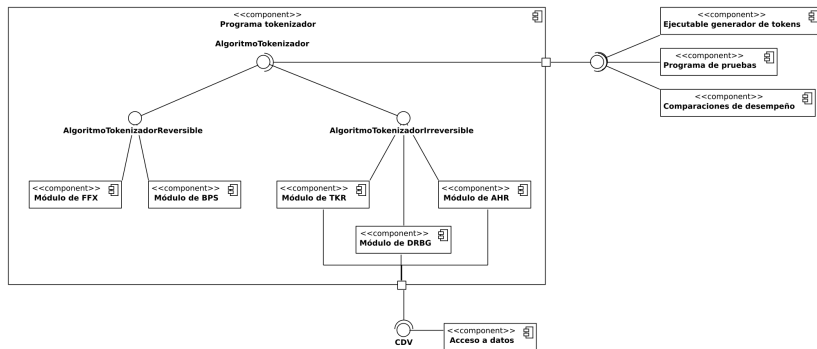 <<component>>
Programa tokenizador
AlgoritmoTokenizador
<<component>>
Ejecutable generador de tokens
<<component>>
Programa de pruebas
<<component>>
Comparaciones de desempeño
AlgoritmoTokenizadorReversible
AlgoritmoTokenizadorIrreversible
<<component>>
Módulo de FFX
<<component>>
Módulo de BPS
<<component>>
Módulo de TKR
<<component>>
Módulo de AHR
<<component>>
Módulo de DRBG
CDV
<<component>>
Acceso a datos